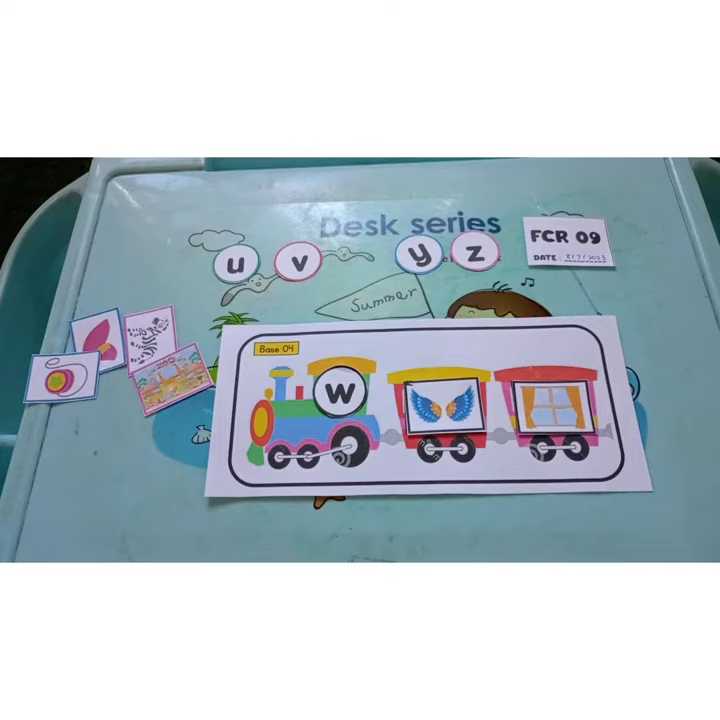 Desk series
u v y z
FCR 09
DATE:
Summer
Base 04
w